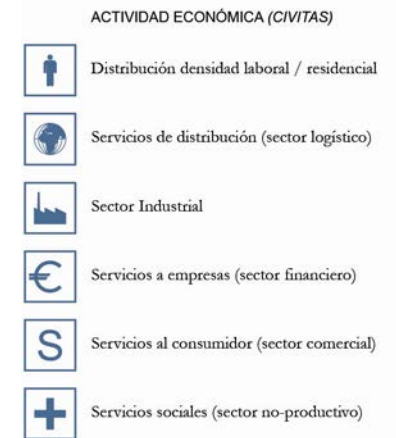 ACTIVIDAD ECONÓMICA (CIVITAS)
Distribución densidad laboral / residencial
Servicios de distribución (sector logístico)
Sector Industrial
€ Servicios a empresas (sector financiero)
S Servicios al consumidor (sector comercial)
Servicios sociales (sector no-productivo)